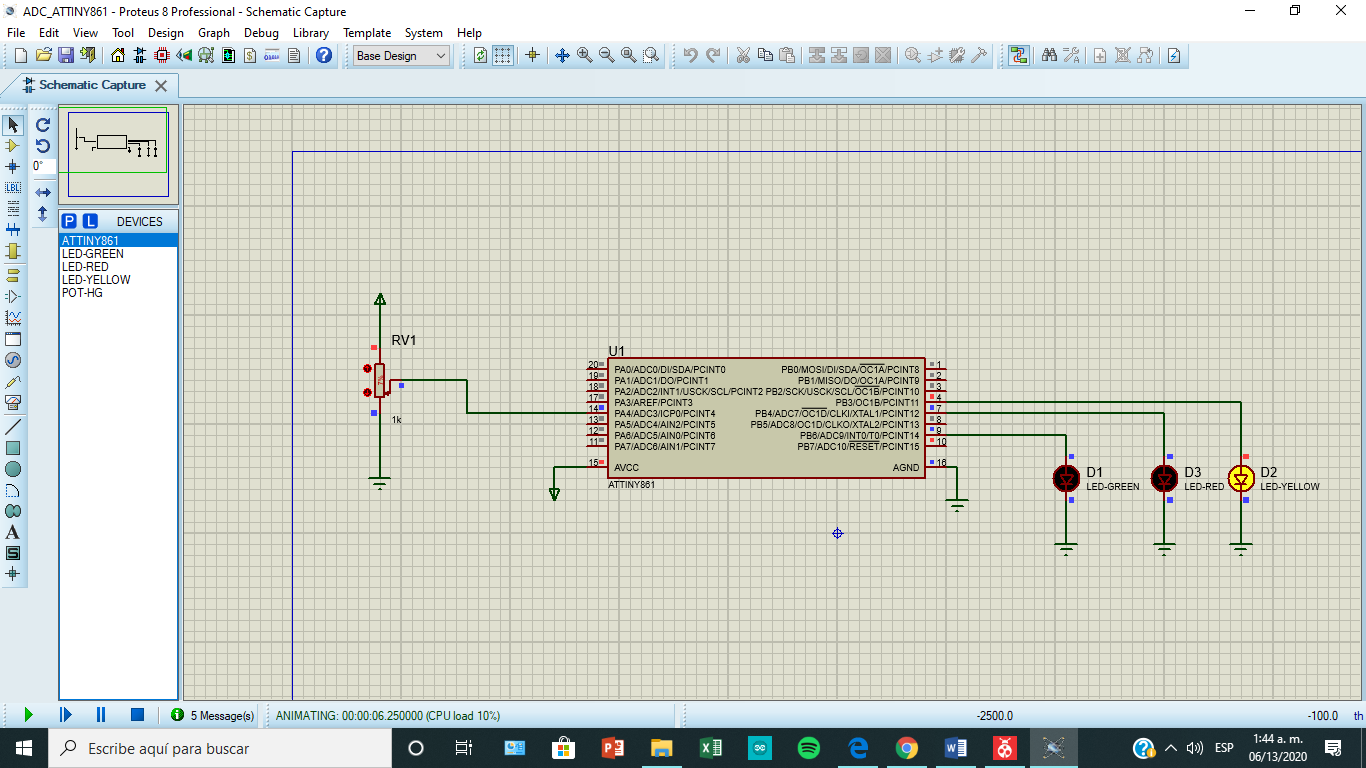 ADC_ATTINY861 - Proteus 8 Professional - Schematic Capture
File Edit View Tool Design Graph Debug Library Template System Help
Base Design
Schematic Capture
0°
LBL
P L DEVICES
ATTINY861
LED-GREEN
LED-RED
LED-YELLOW
POT-HG
A
S
RV1
7%
1k
U1
20 PA0/ADC0/DI/SDA/PCINT0 PB0/MOSI/DI/SDA/OC1A/PCINT8 1
19 PA1/ADC1/DO/PCINT1 PB1/MISO/DO/OC1A/PCINT9 2
18 PA2/ADC2/INT1/USCK/SCL/PCINT2 PB2/SCK/USCK/SCL/OC1B/PCINT10 3
17 PA3/AREF/PCINT3 PB3/OC1B/PCINT11 4
14 PA4/ADC3/ICP0/PCINT4 PB4/ADC7/OC1D/CLKI/XTAL1/PCINT12 7
13 PA5/ADC4/AIN2/PCINT5 PB5/ADC8/OC1D/CLKO/XTAL2/PCINT13 8
12 PA6/ADC5/AIN0/PCINT6 PB6/ADC9/INT0/T0/PCINT14 9
11 PA7/ADC6/AIN1/PCINT7 PB7/ADC10/RESET/PCINT15 10
15 AVCC AGND 16
ATTINY861
D1
LED-GREEN
D3
LED-RED
D2
LED-YELLOW
5 Message(s) ANIMATING: 00:00:06.250000 (CPU load 10%) -2500.0 -100.0 th
Escribe aquí para buscar
ESP
1:44 a. m.
06/13/2020